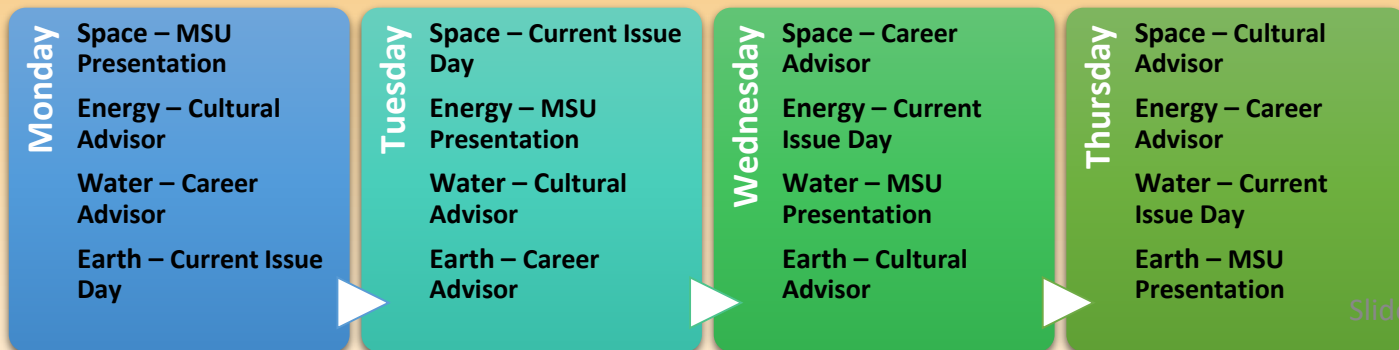 Monday
Space – MSU
Presentation
Energy – Cultural
Advisor
Water – Career
Advisor
Earth – Current Issue
Day
Tuesday
Space – Current Issue
Day
Energy – MSU
Presentation
Water – Cultural
Advisor
Earth – Career
Advisor
Wednesday
Space – Career
Advisor
Energy – Current
Issue Day
Water – MSU
Presentation
Earth – Cultural
Advisor
Thursday
Space – Cultural
Advisor
Energy – Career
Advisor
Water – Current
Issue Day
Earth – MSU
Presentation